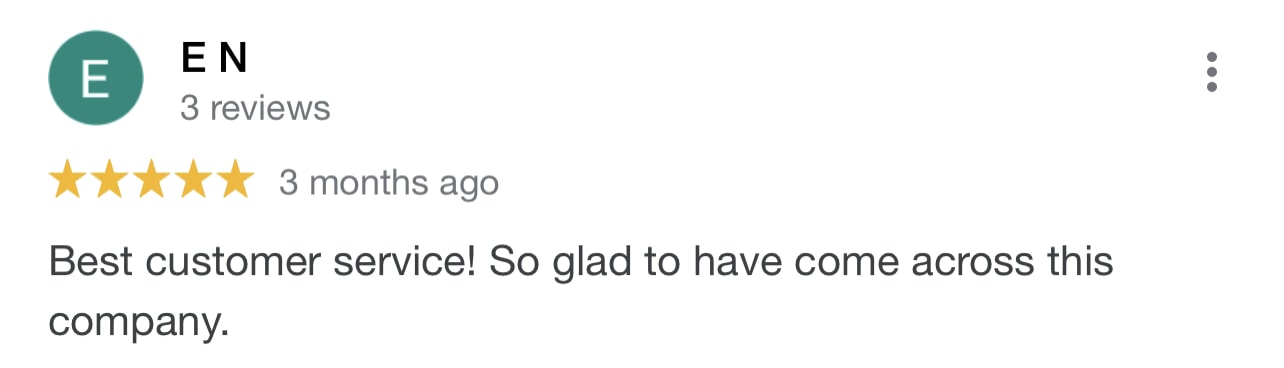 E
E N
3 reviews
3 months ago
Best customer service! So glad to have come across this
company.